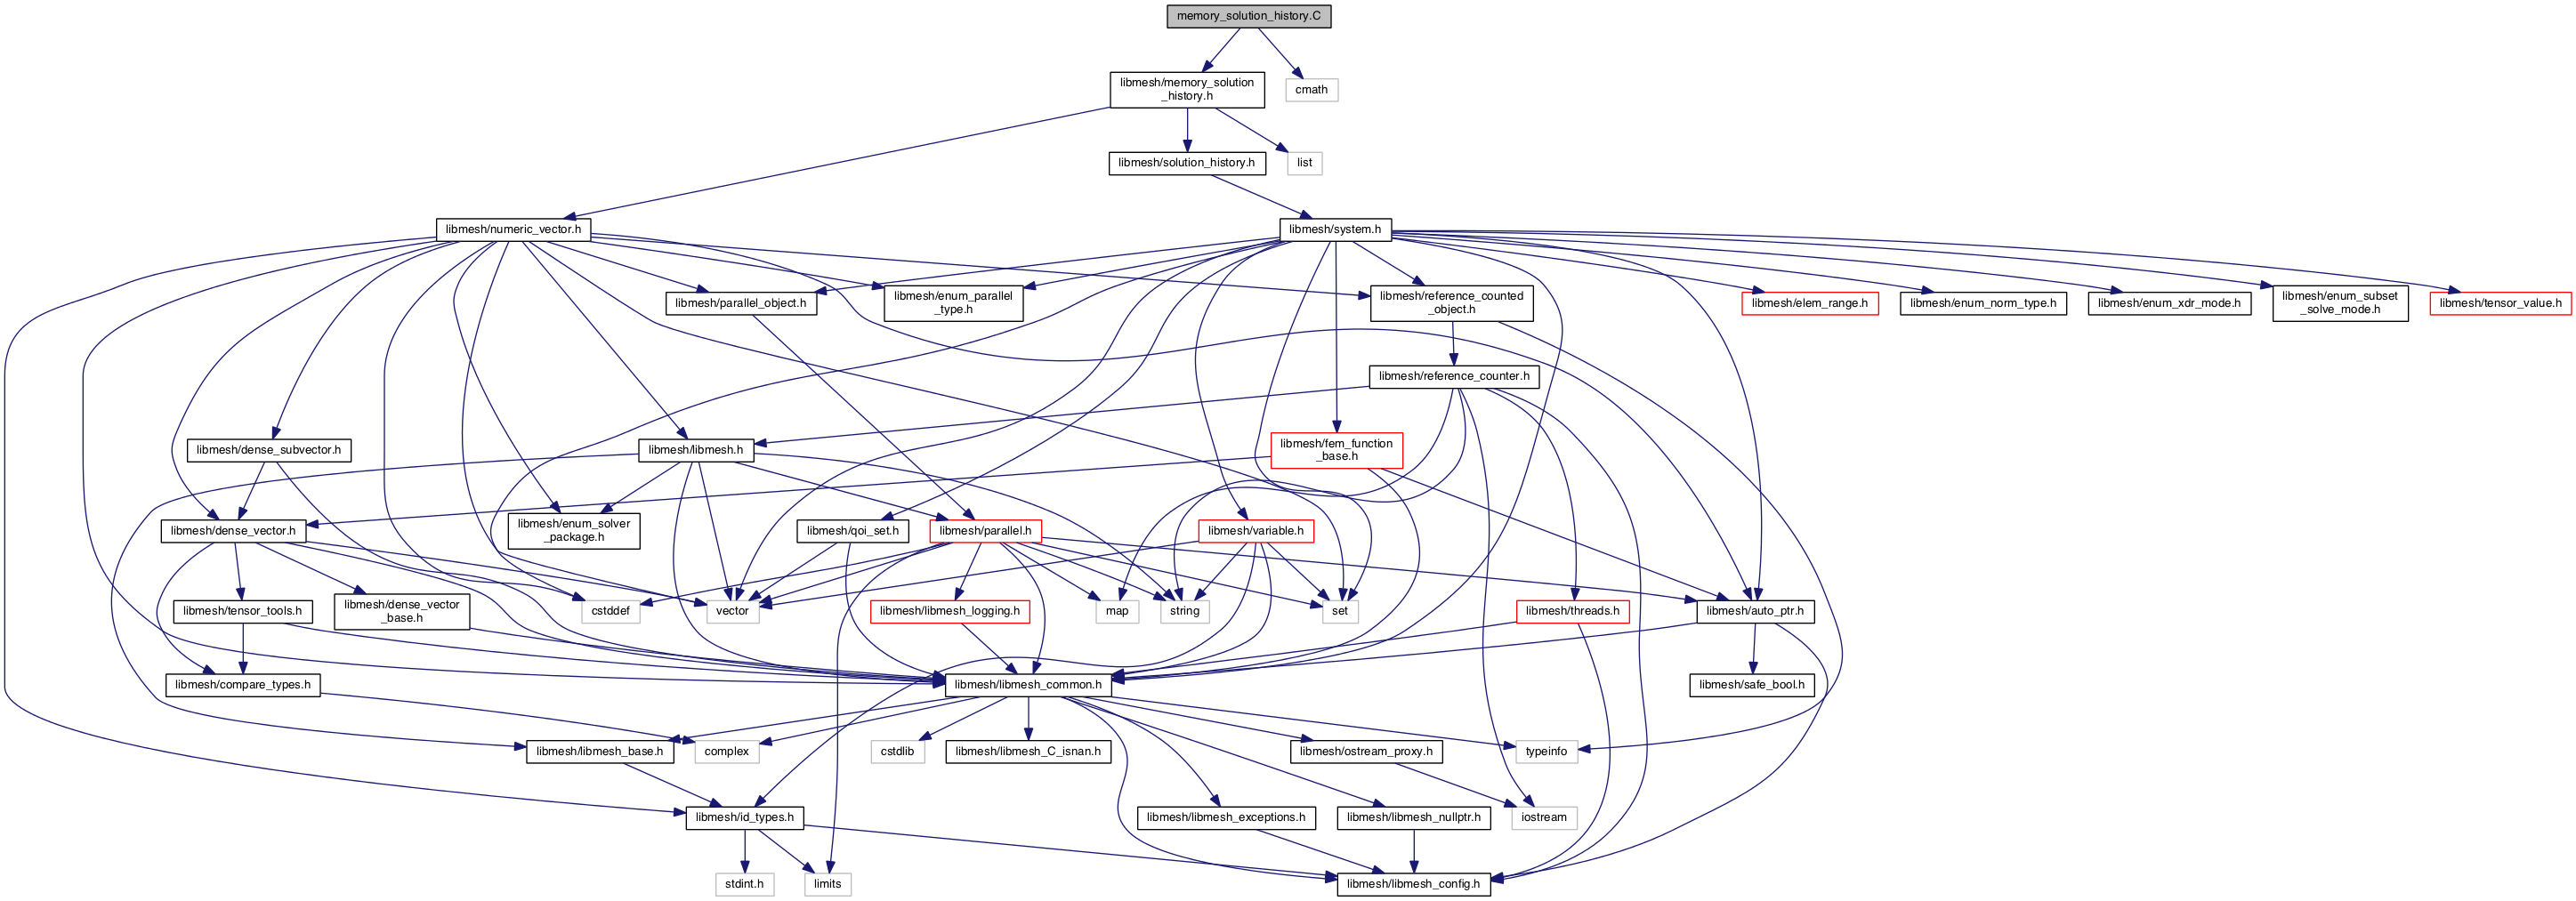 memory_solution_history.C
libmesh/memory_solution
_history.h
cmath
libmesh/solution_history.h
list
libmesh/numeric_vector.h
libmesh/system.h
libmesh/parallel_object.h
libmesh/enum_parallel
_type.h
libmesh/reference_counted
_object.h
libmesh/elem_range.h
libmesh/enum_norm_type.h
libmesh/enum_xdr_mode.h
libmesh/enum_subset
_solve_mode.h
libmesh/tensor_value.h
libmesh/reference_counter.h
libmesh/dense_subvector.h
libmesh/libmesh.h
libmesh/fem_function
_base.h
libmesh/dense_vector.h
libmesh/enum_solver
_package.h
libmesh/qoi_set.h
libmesh/parallel.h
libmesh/variable.h
libmesh/tensor_tools.h
libmesh/dense_vector
_base.h
cstddef
vector
libmesh/libmesh_logging.h
map
string
set
libmesh/threads.h
libmesh/auto_ptr.h
libmesh/compare_types.h
libmesh/libmesh_common.h
libmesh/safe_bool.h
libmesh/libmesh_base.h
complex
cstdlib
libmesh/libmesh_C_isnan.h
libmesh/ostream_proxy.h
typeinfo
libmesh/id_types.h
libmesh/libmesh_exceptions.h
libmesh/libmesh_nullptr.h
iostream
stdint.h
limits
libmesh/libmesh_config.h